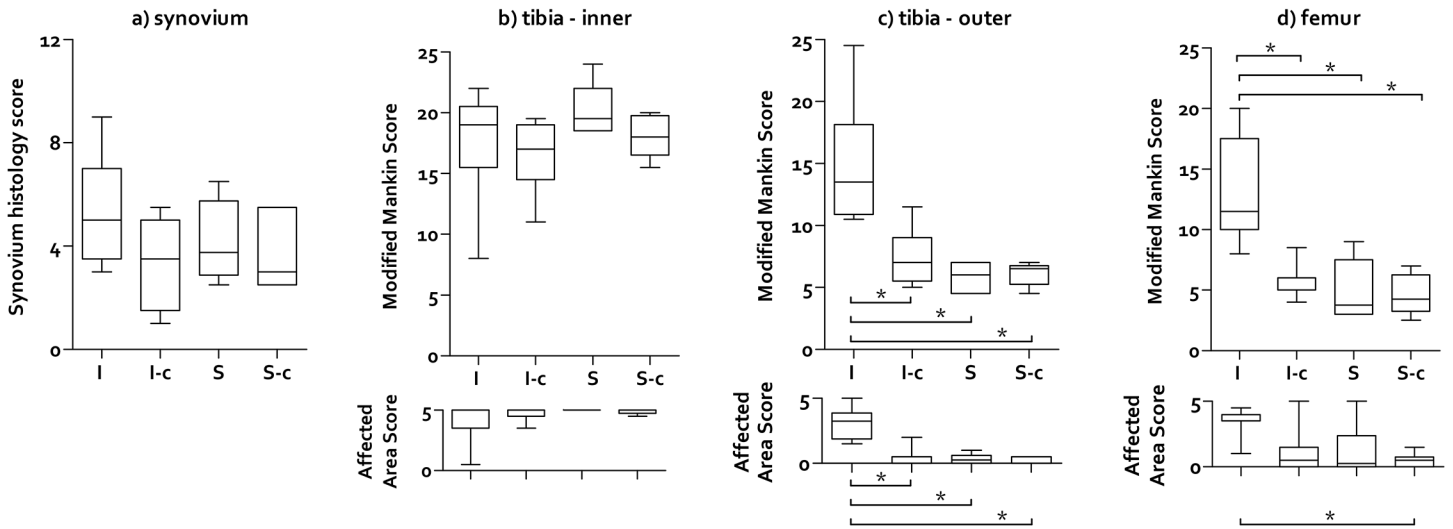 a) synovium
Synovium histology score
12
8
4
0
I I-c S S-c
b) tibia - inner
Modified Mankin Score
25
20
15
10
5
0
I I-c S S-c
Affected
Area Score
5
0
c) tibia - outer
Modified Mankin Score
25
20
15
10
5
0
*
*
*
I I-c S S-c
Affected
Area Score
5
0
*
*
*
d) femur
Modified Mankin Score
25
20
15
10
5
0
*
*
*
I I-c S S-c
Affected
Area Score
5
0
*